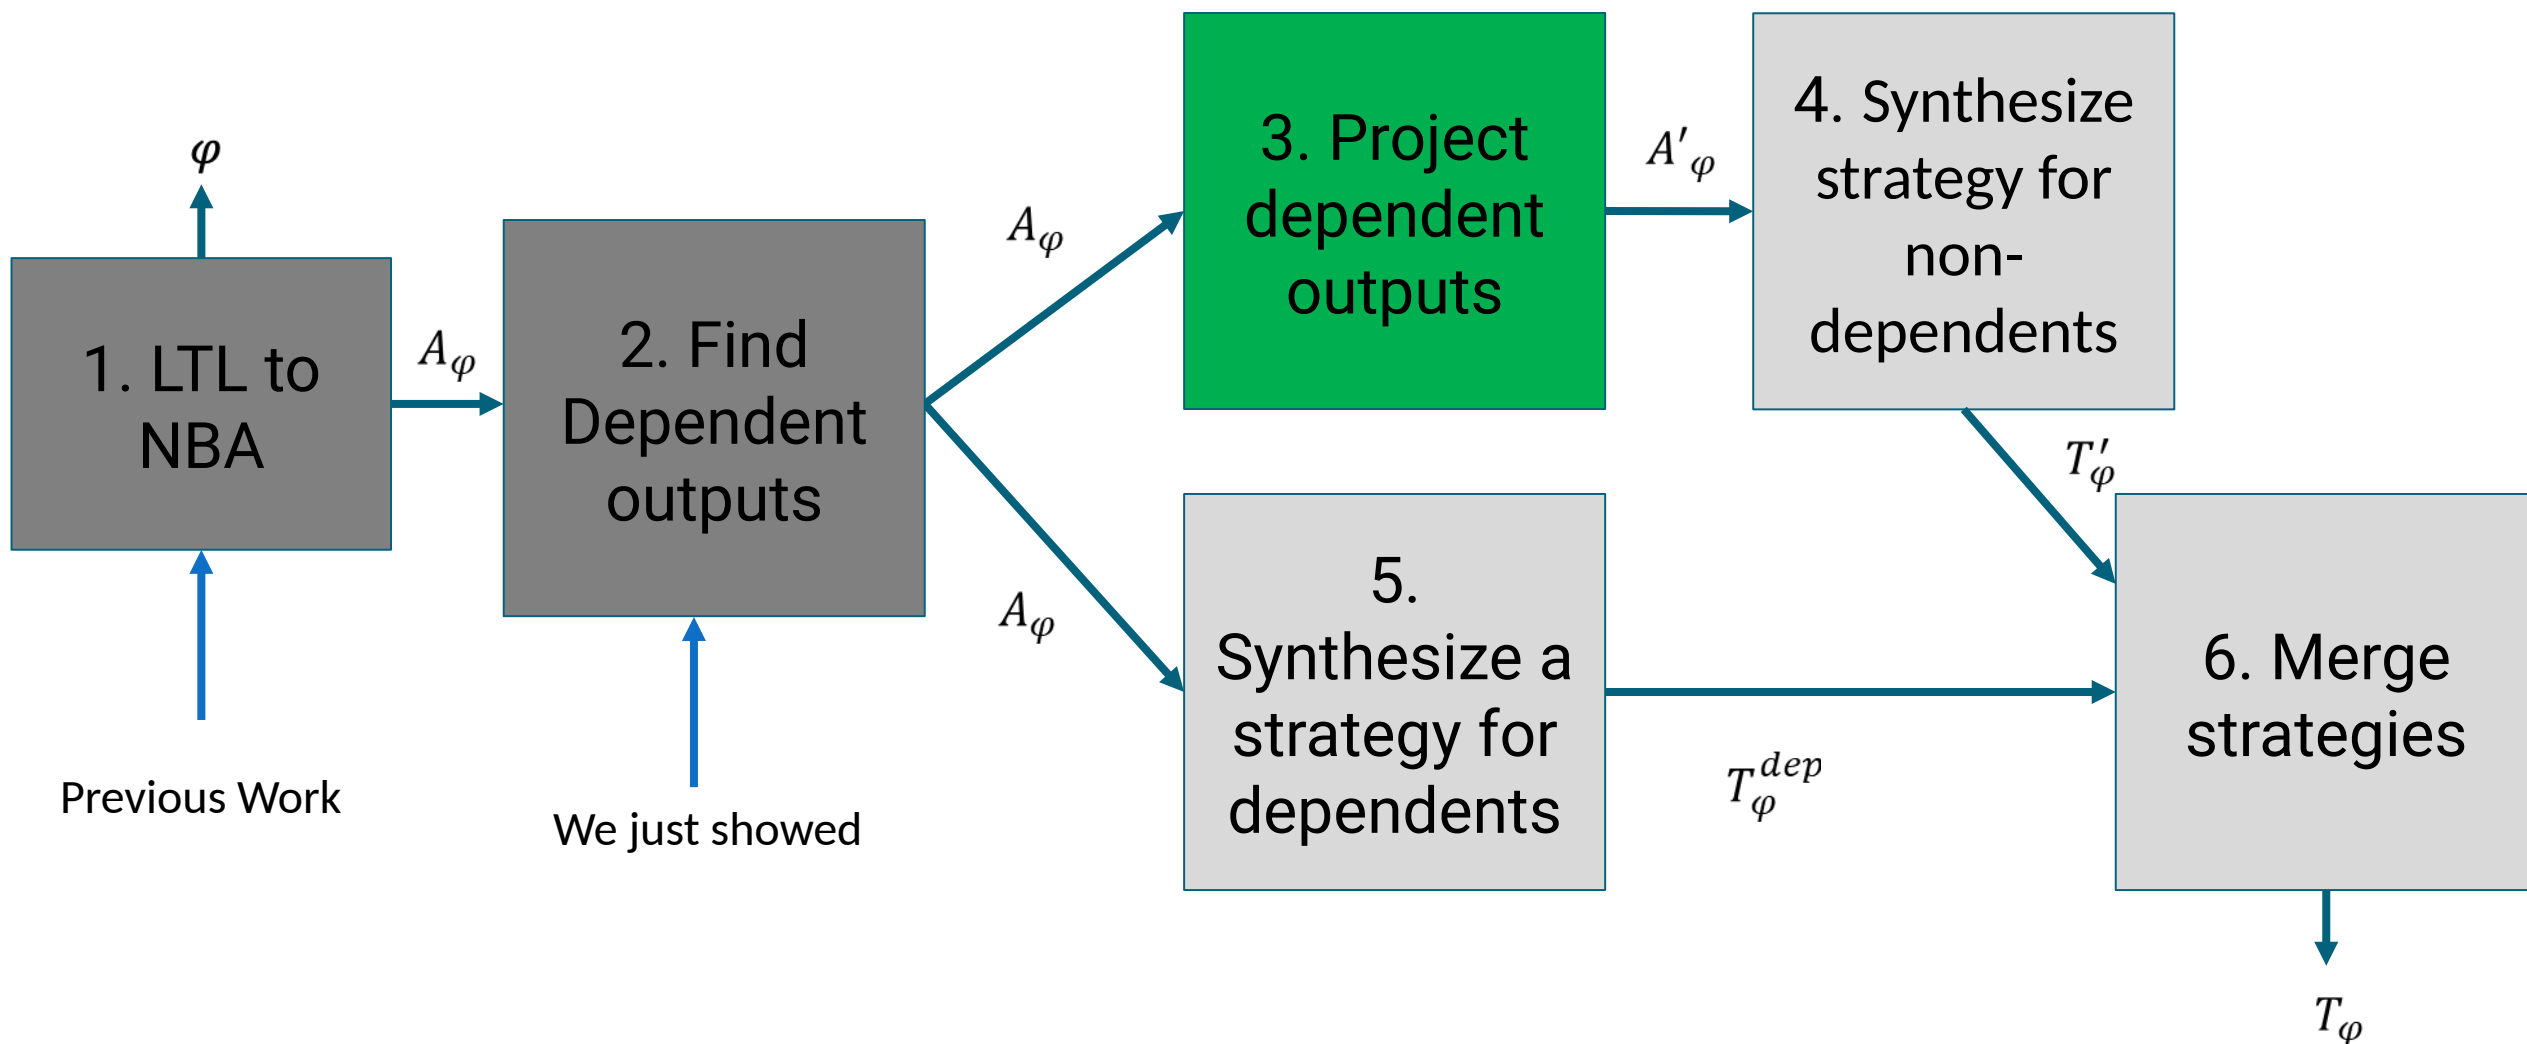 φ
1. LTL to
NBA
Previous Work
A_φ
2. Find
Dependent
outputs
We just showed
A_φ
A_φ
3. Project
dependent
outputs
A′_φ
4. Synthesize
strategy for
non-
dependents
T′_φ
5.
Synthesize a
strategy for
dependents
T_φ^dep
6. Merge
strategies
T_φ